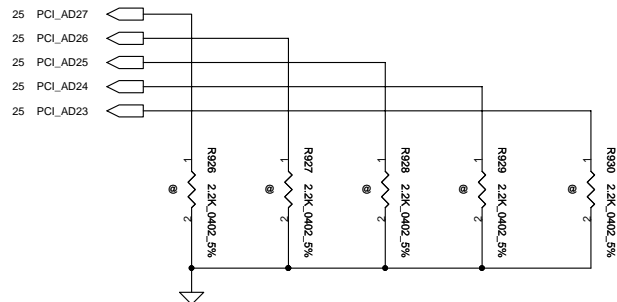 25 PCI_AD27
25 PCI_AD26
25 PCI_AD25
25 PCI_AD24
25 PCI_AD23
1
R926
2.2K_0402_5%
@
2
1
R927
2.2K_0402_5%
@
2
1
R928
2.2K_0402_5%
@
2
1
R929
2.2K_0402_5%
@
2
1
R930
2.2K_0402_5%
@
2